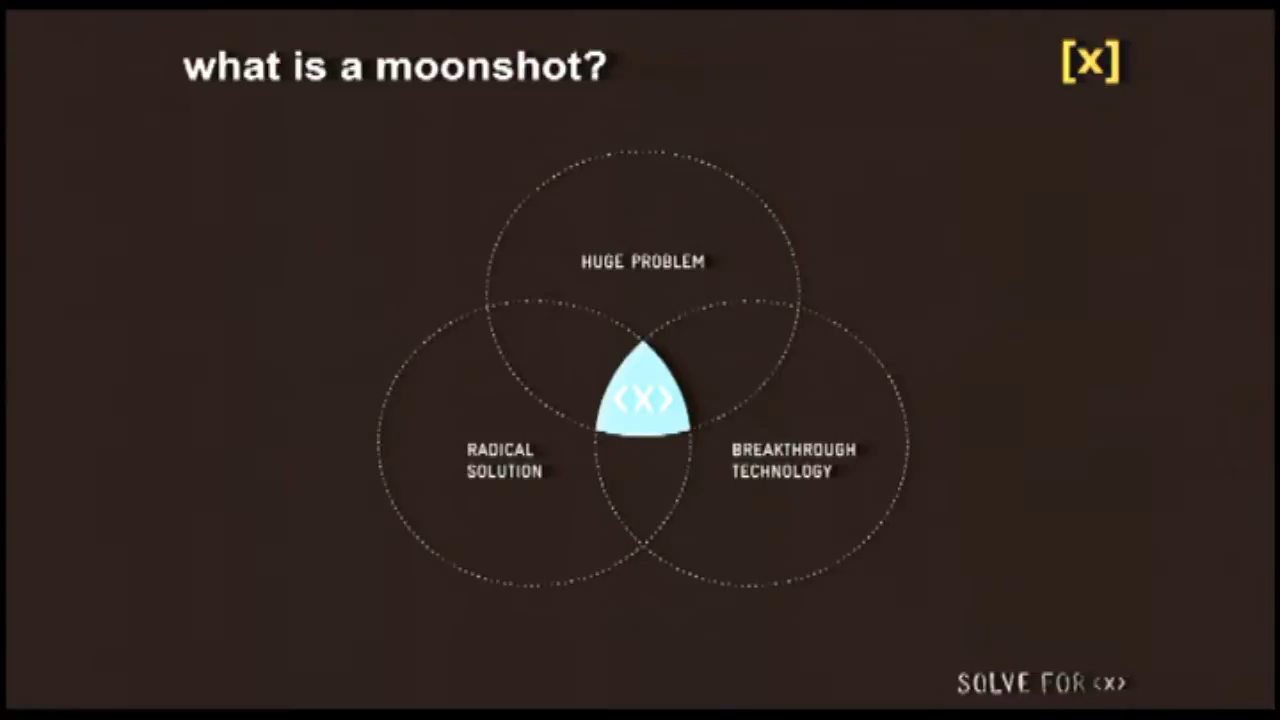 what is a moonshot?
[x]
HUGE PROBLEM
<X>
RADICAL
SOLUTION
BREAKTHROUGH
TECHNOLOGY
SOLVE FOR <X>